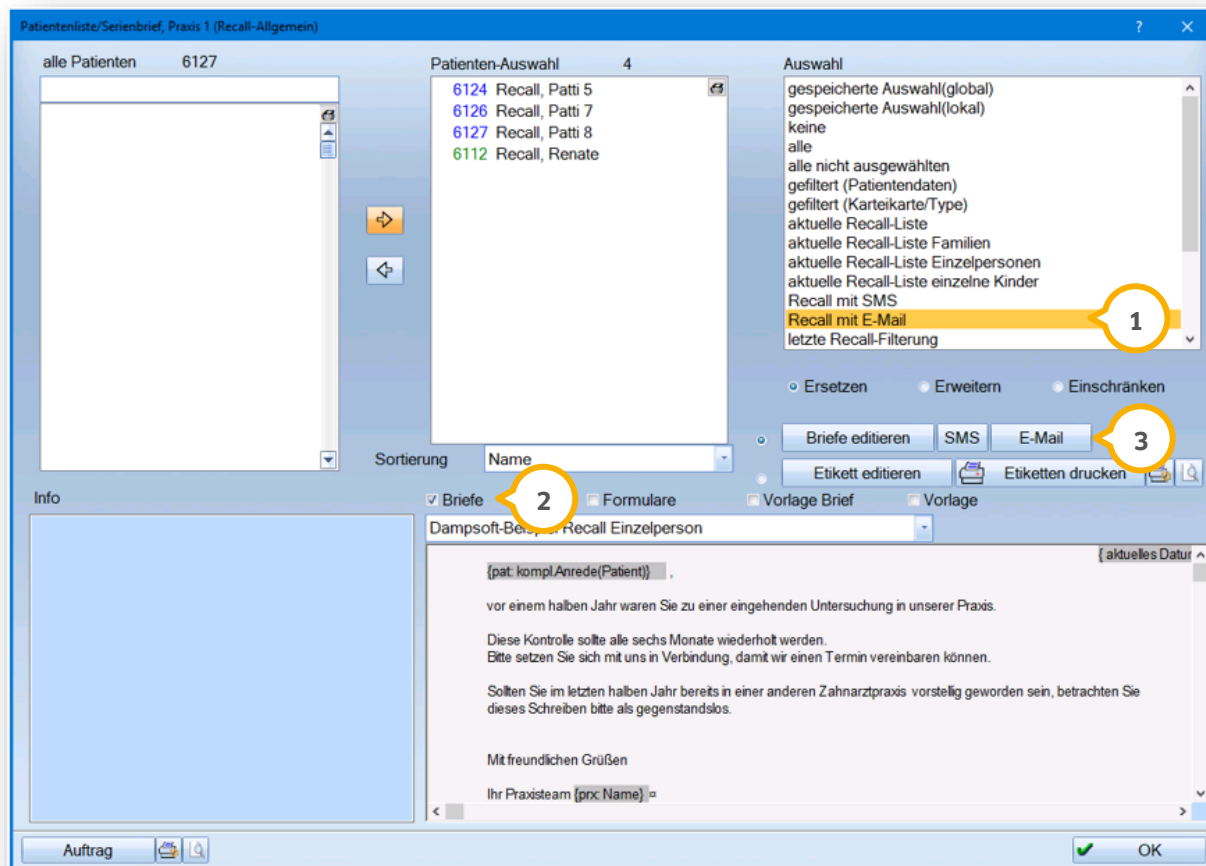 Patientenliste/Serienbrief, Praxis 1 (Recall-Allgemein)
alle Patienten 6127
Patienten-Auswahl 4
6124 Recall, Patti 5
6126 Recall, Patti 7
6127 Recall, Patti 8
6112 Recall, Renate
Auswahl
gespeicherte Auswahl(global)
gespeicherte Auswahl(lokal)
keine
alle
alle nicht ausgewählten
gefiltert (Patientendaten)
gefiltert (Karteikarte/Type)
aktuelle Recall-Liste
aktuelle Recall-Liste Familien
aktuelle Recall-Liste Einzelpersonen
aktuelle Recall-Liste einzelne Kinder
Recall mit SMS
Recall mit E-Mail
1
letzte Recall-Filterung
Ersetzen Erweitern Einschränken
Briefe editieren SMS E-Mail
3
Sortierung Name
Etikett editieren Etiketten drucken
Info
Briefe 2 Formulare Vorlage Brief Vorlage
Dampsoft-Beispiel Recall Einzelperson
{ aktuelles Datum
{pat: kompl.Anrede(Patient)} ,
vor einem halben Jahr waren Sie zu einer eingehenden Untersuchung in unserer Praxis.
Diese Kontrolle sollte alle sechs Monate wiederholt werden.
Bitte setzen Sie sich mit uns in Verbindung, damit wir einen Termin vereinbaren können.
Sollten Sie im letzten halben Jahr bereits in einer anderen Zahnarztpraxis vorstellig geworden sein, betrachten Sie
dieses Schreiben bitte als gegenstandslos.
Mit freundlichen Grüßen
Ihr Praxisteam {prx: Name} ¤
Auftrag
OK